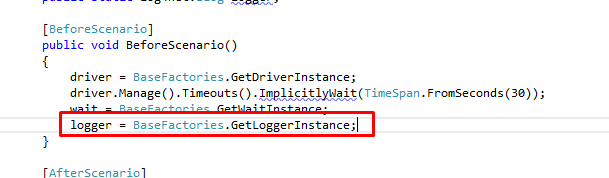 [BeforeScenario]
public void BeforeScenario()
{
driver = BaseFactories.GetDriverInstance;
driver.Manage().Timeouts().ImplicitlyWait(TimeSpan.FromSeconds(30));
wait = BaseFactories.GetWaitInstance;
logger = BaseFactories.GetLoggerInstance;
}
[AfterScenario]